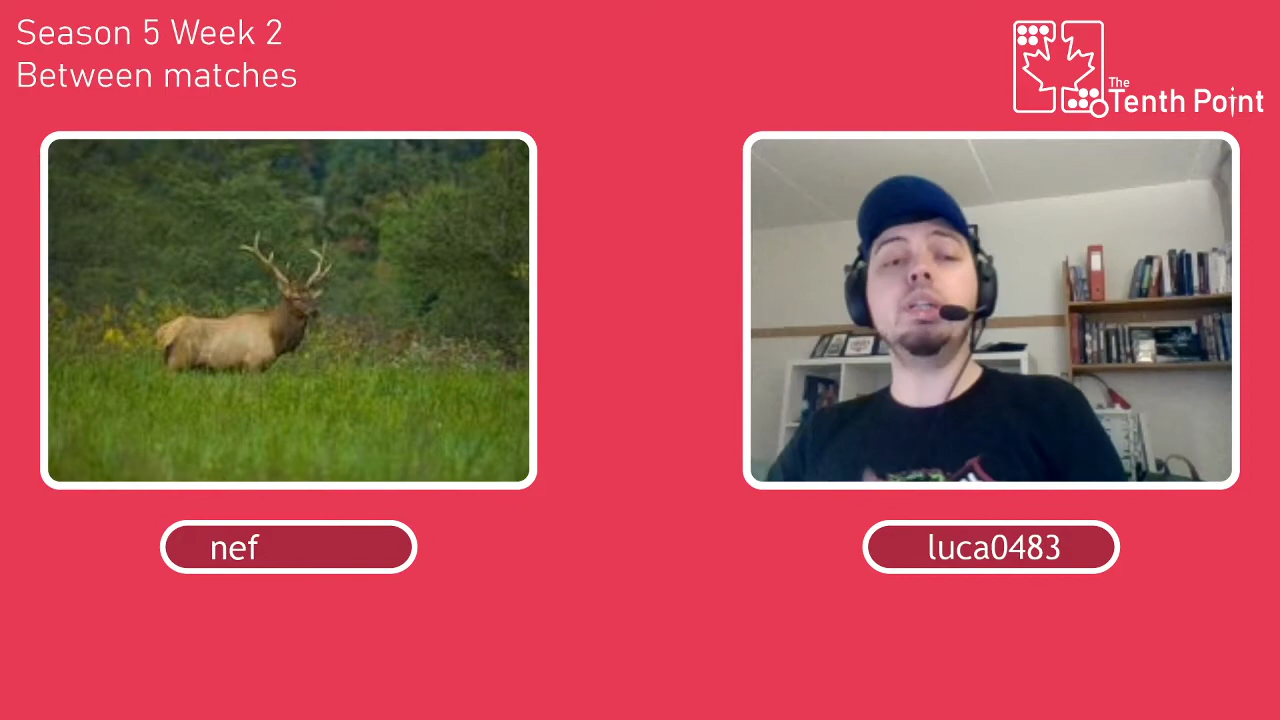 Season 5 Week 2
Between matches
The
Tenth Point
nef
luca0483